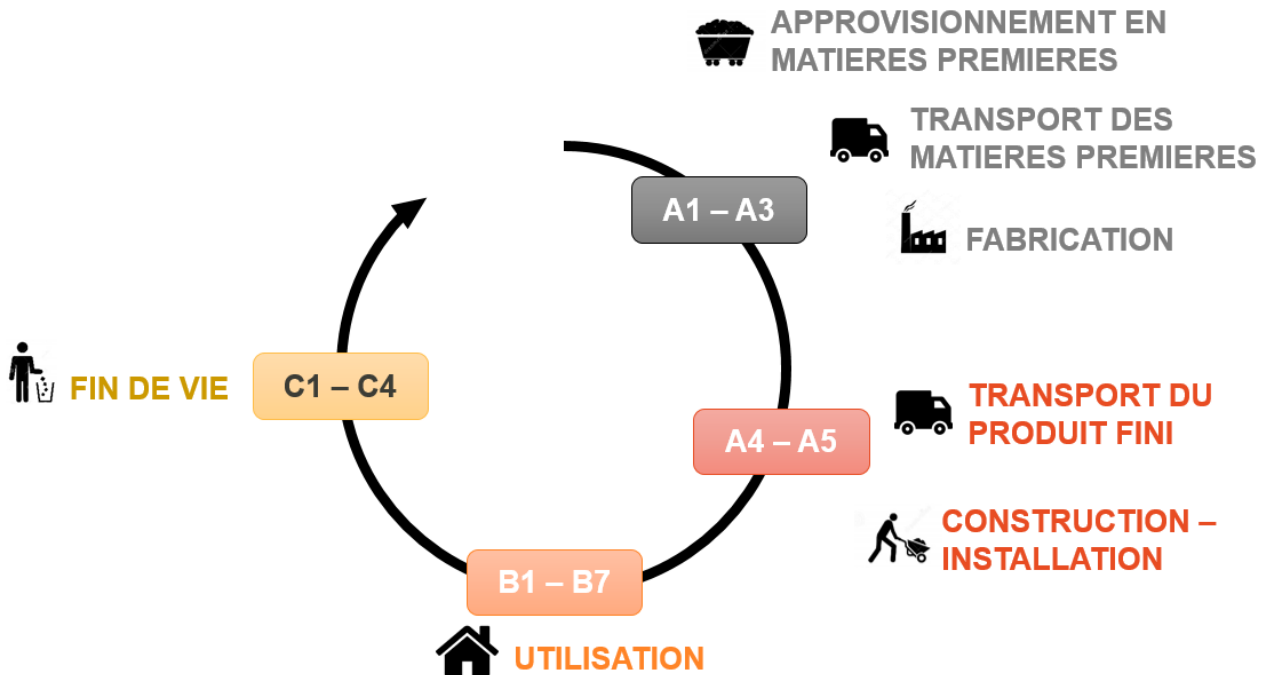 APPROVISIONNEMENT EN
MATIERES PREMIERES
TRANSPORT DES
MATIERES PREMIERES
A1 – A3
FABRICATION
FIN DE VIE
C1 – C4
TRANSPORT DU
PRODUIT FINI
A4 – A5
CONSTRUCTION –
INSTALLATION
B1 – B7
UTILISATION